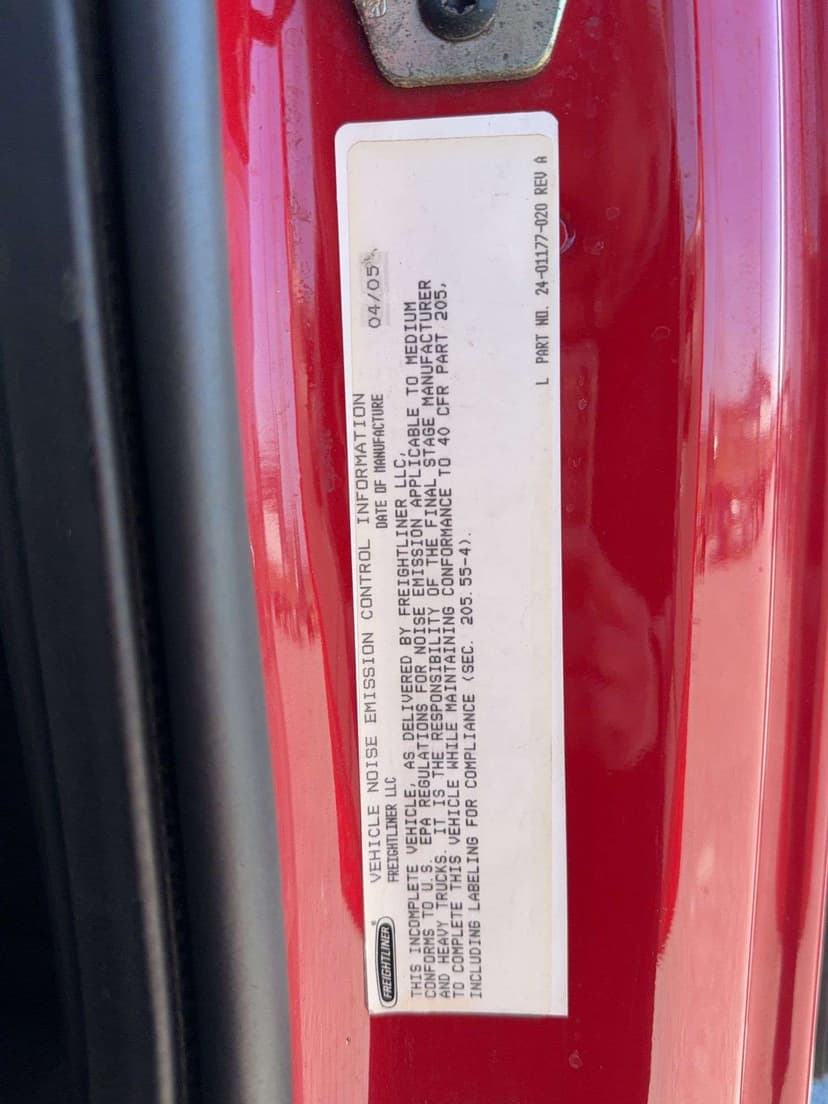 VEHICLE NOISE EMISSION CONTROL INFORMATION
FREIGHTLINER LLC DATE OF MANUFACTURE 04/05
FREIGHTLINER®
THIS INCOMPLETE VEHICLE, AS DELIVERED BY FREIGHTLINER LLC,
CONFORMS TO U.S. EPA REGULATIONS FOR NOISE EMISSION APPLICABLE TO MEDIUM
AND HEAVY TRUCKS. IT IS THE RESPONSIBILITY OF THE FINAL STAGE MANUFACTURER
TO COMPLETE THIS VEHICLE WHILE MAINTAINING CONFORMANCE TO 40 CFR PART 205,
INCLUDING LABELING FOR COMPLIANCE (SEC. 205.55-4).
L PART NO. 24-01177-020 REV A